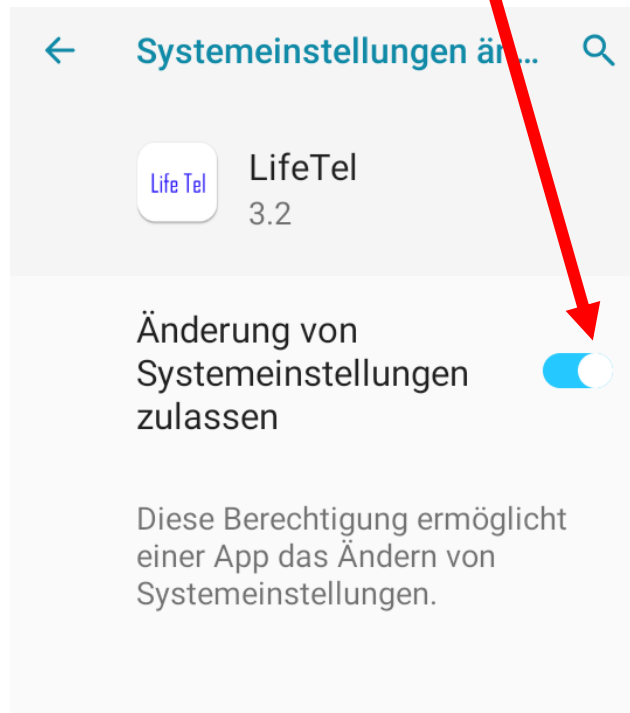 Systemeinstellungen än...
Life Tel
LifeTel
3.2
Änderung von
Systemeinstellungen
zulassen
Diese Berechtigung ermöglicht
einer App das Ändern von
Systemeinstellungen.